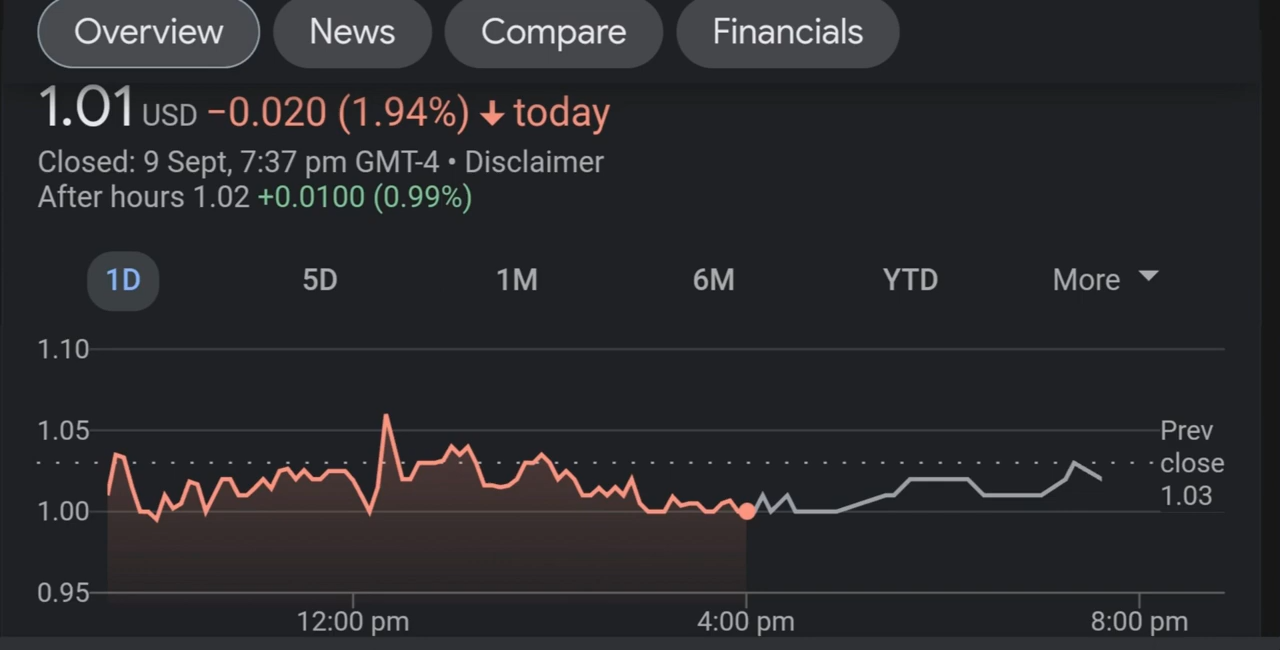 Overview News Compare Financials
1.01 USD −0.020 (1.94%) ↓ today
Closed: 9 Sept, 7:37 pm GMT-4 • Disclaimer
After hours 1.02 +0.0100 (0.99%)
1D 5D 1M 6M YTD More
1.10
1.05
1.00
0.95
Prev
close
1.03
12:00 pm 4:00 pm 8:00 pm